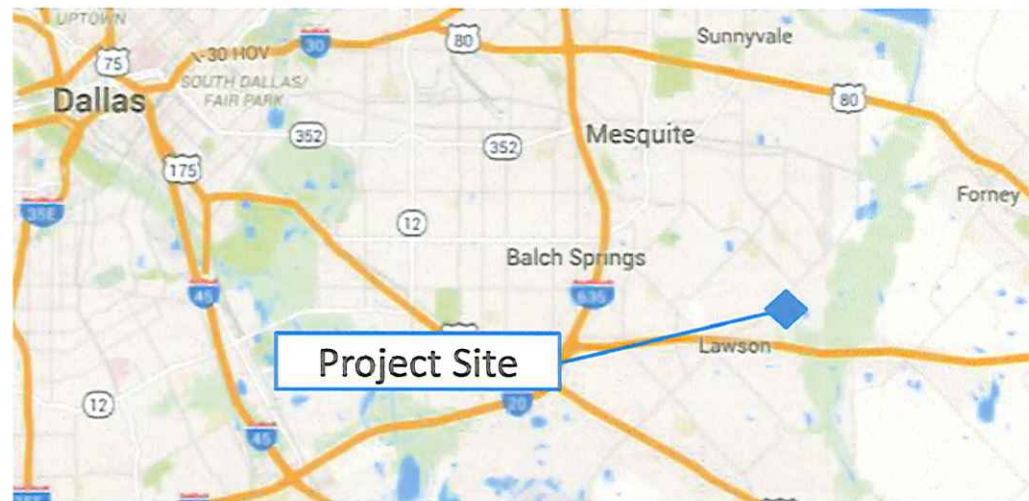 UPTOWN
75
30 HOV
30
80
Sunnyvale
SOUTH DALLAS/
FAIR PARK
Dallas
80
352
352
Mesquite
175
Forney
35E
12
Balch Springs
45
635
Project Site
Lawson
12
20
45